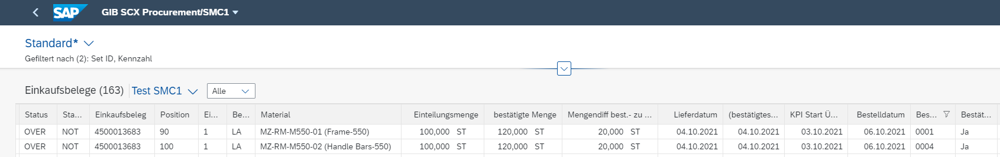 SAP GIB SCX Procurement/SMC1
Standard*
Gefiltert nach (2): Set ID, Kennzahl
Einkaufsbelege (163) Test SMC1 Alle
Status Sta... Einkaufsbeleg Position Ei... Be... Material Einteilungsmenge bestätigte Menge Mengendiff best.- zu ... Lieferdatum (bestätigtes... KPI Start Ü... Bestelldatum Bes... Bestät...
OVER NOT 4500013683 90 1 LA MZ-RM-M550-01 (Frame-550) 100,000 ST 120,000 ST 20,000 ST 04.10.2021 04.10.2021 03.10.2021 06.10.2021 0001 Ja
OVER NOT 4500013683 100 1 LA MZ-RM-M550-02 (Handle Bars-550) 100,000 ST 120,000 ST 20,000 ST 04.10.2021 04.10.2021 03.10.2021 06.10.2021 0004 Ja